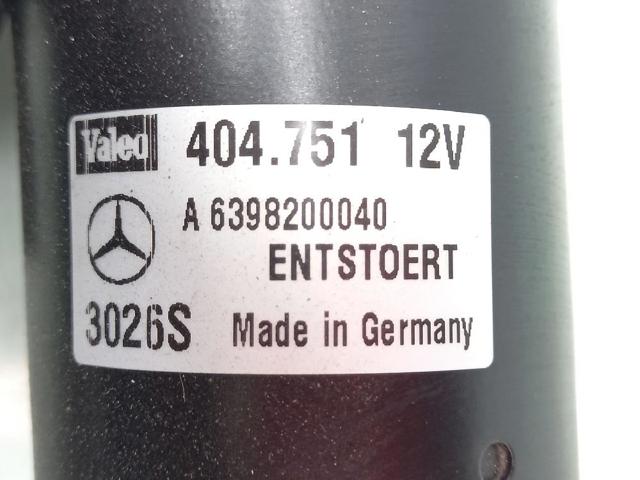 Valeo 404.751 12V
A 6398200040
ENTSTOERT
3026S Made in Germany